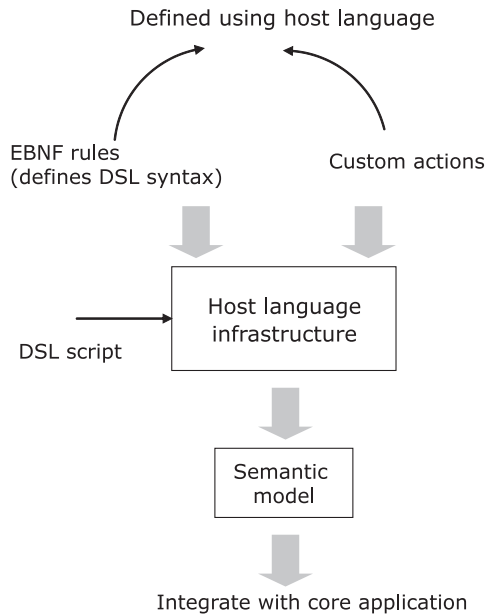 Defined using host language
EBNF rules
(defines DSL syntax)
Custom actions
Host language
infrastructure
DSL script
Semantic
model
Integrate with core application